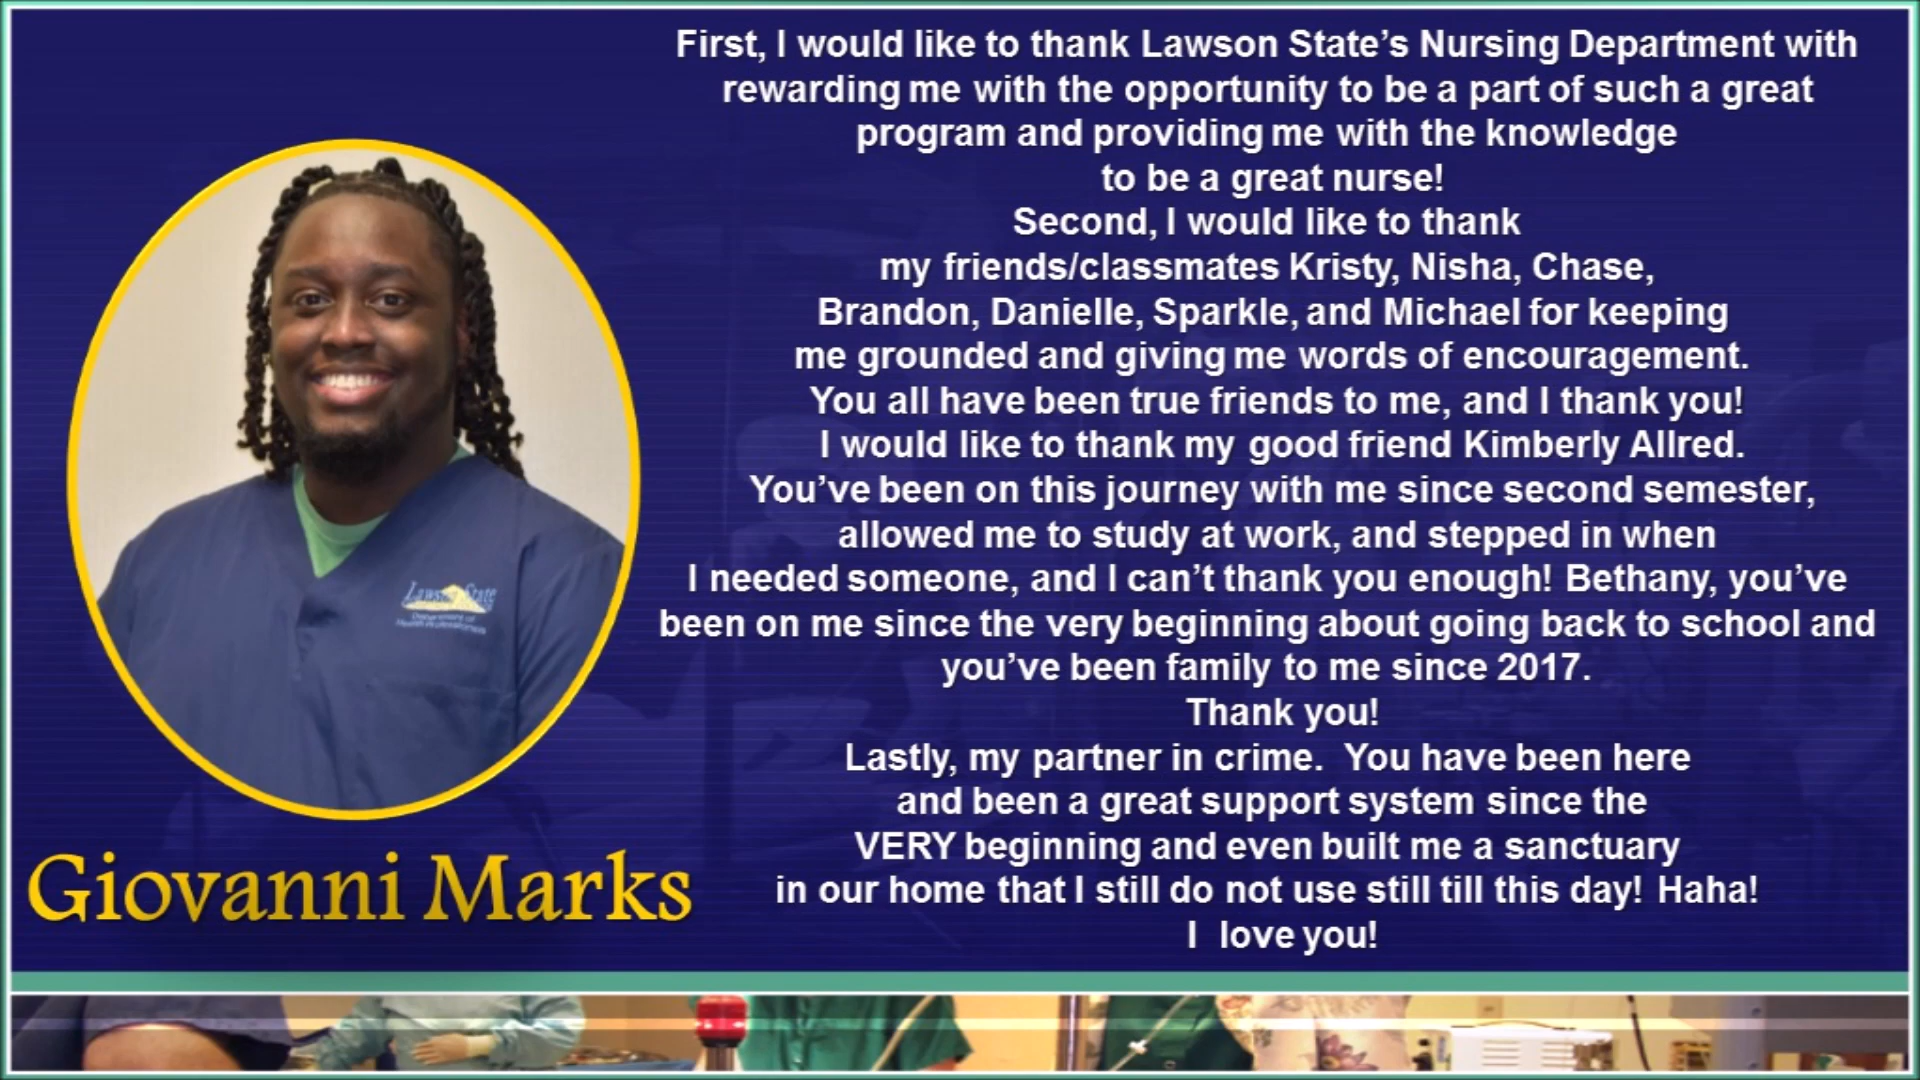 First, I would like to thank Lawson State’s Nursing Department with
rewarding me with the opportunity to be a part of such a great
program and providing me with the knowledge
to be a great nurse!
Second, I would like to thank
my friends/classmates Kristy, Nisha, Chase,
Brandon, Danielle, Sparkle, and Michael for keeping
me grounded and giving me words of encouragement.
You all have been true friends to me, and I thank you!
I would like to thank my good friend Kimberly Allred.
You’ve been on this journey with me since second semester,
allowed me to study at work, and stepped in when
I needed someone, and I can’t thank you enough! Bethany, you’ve
been on me since the very beginning about going back to school and
you’ve been family to me since 2017.
Thank you!
Lastly, my partner in crime.  You have been here
and been a great support system since the
VERY beginning and even built me a sanctuary
in our home that I still do not use still till this day! Haha!
I  love you!
Lawson State
Department of
Health Professions
Giovanni Marks